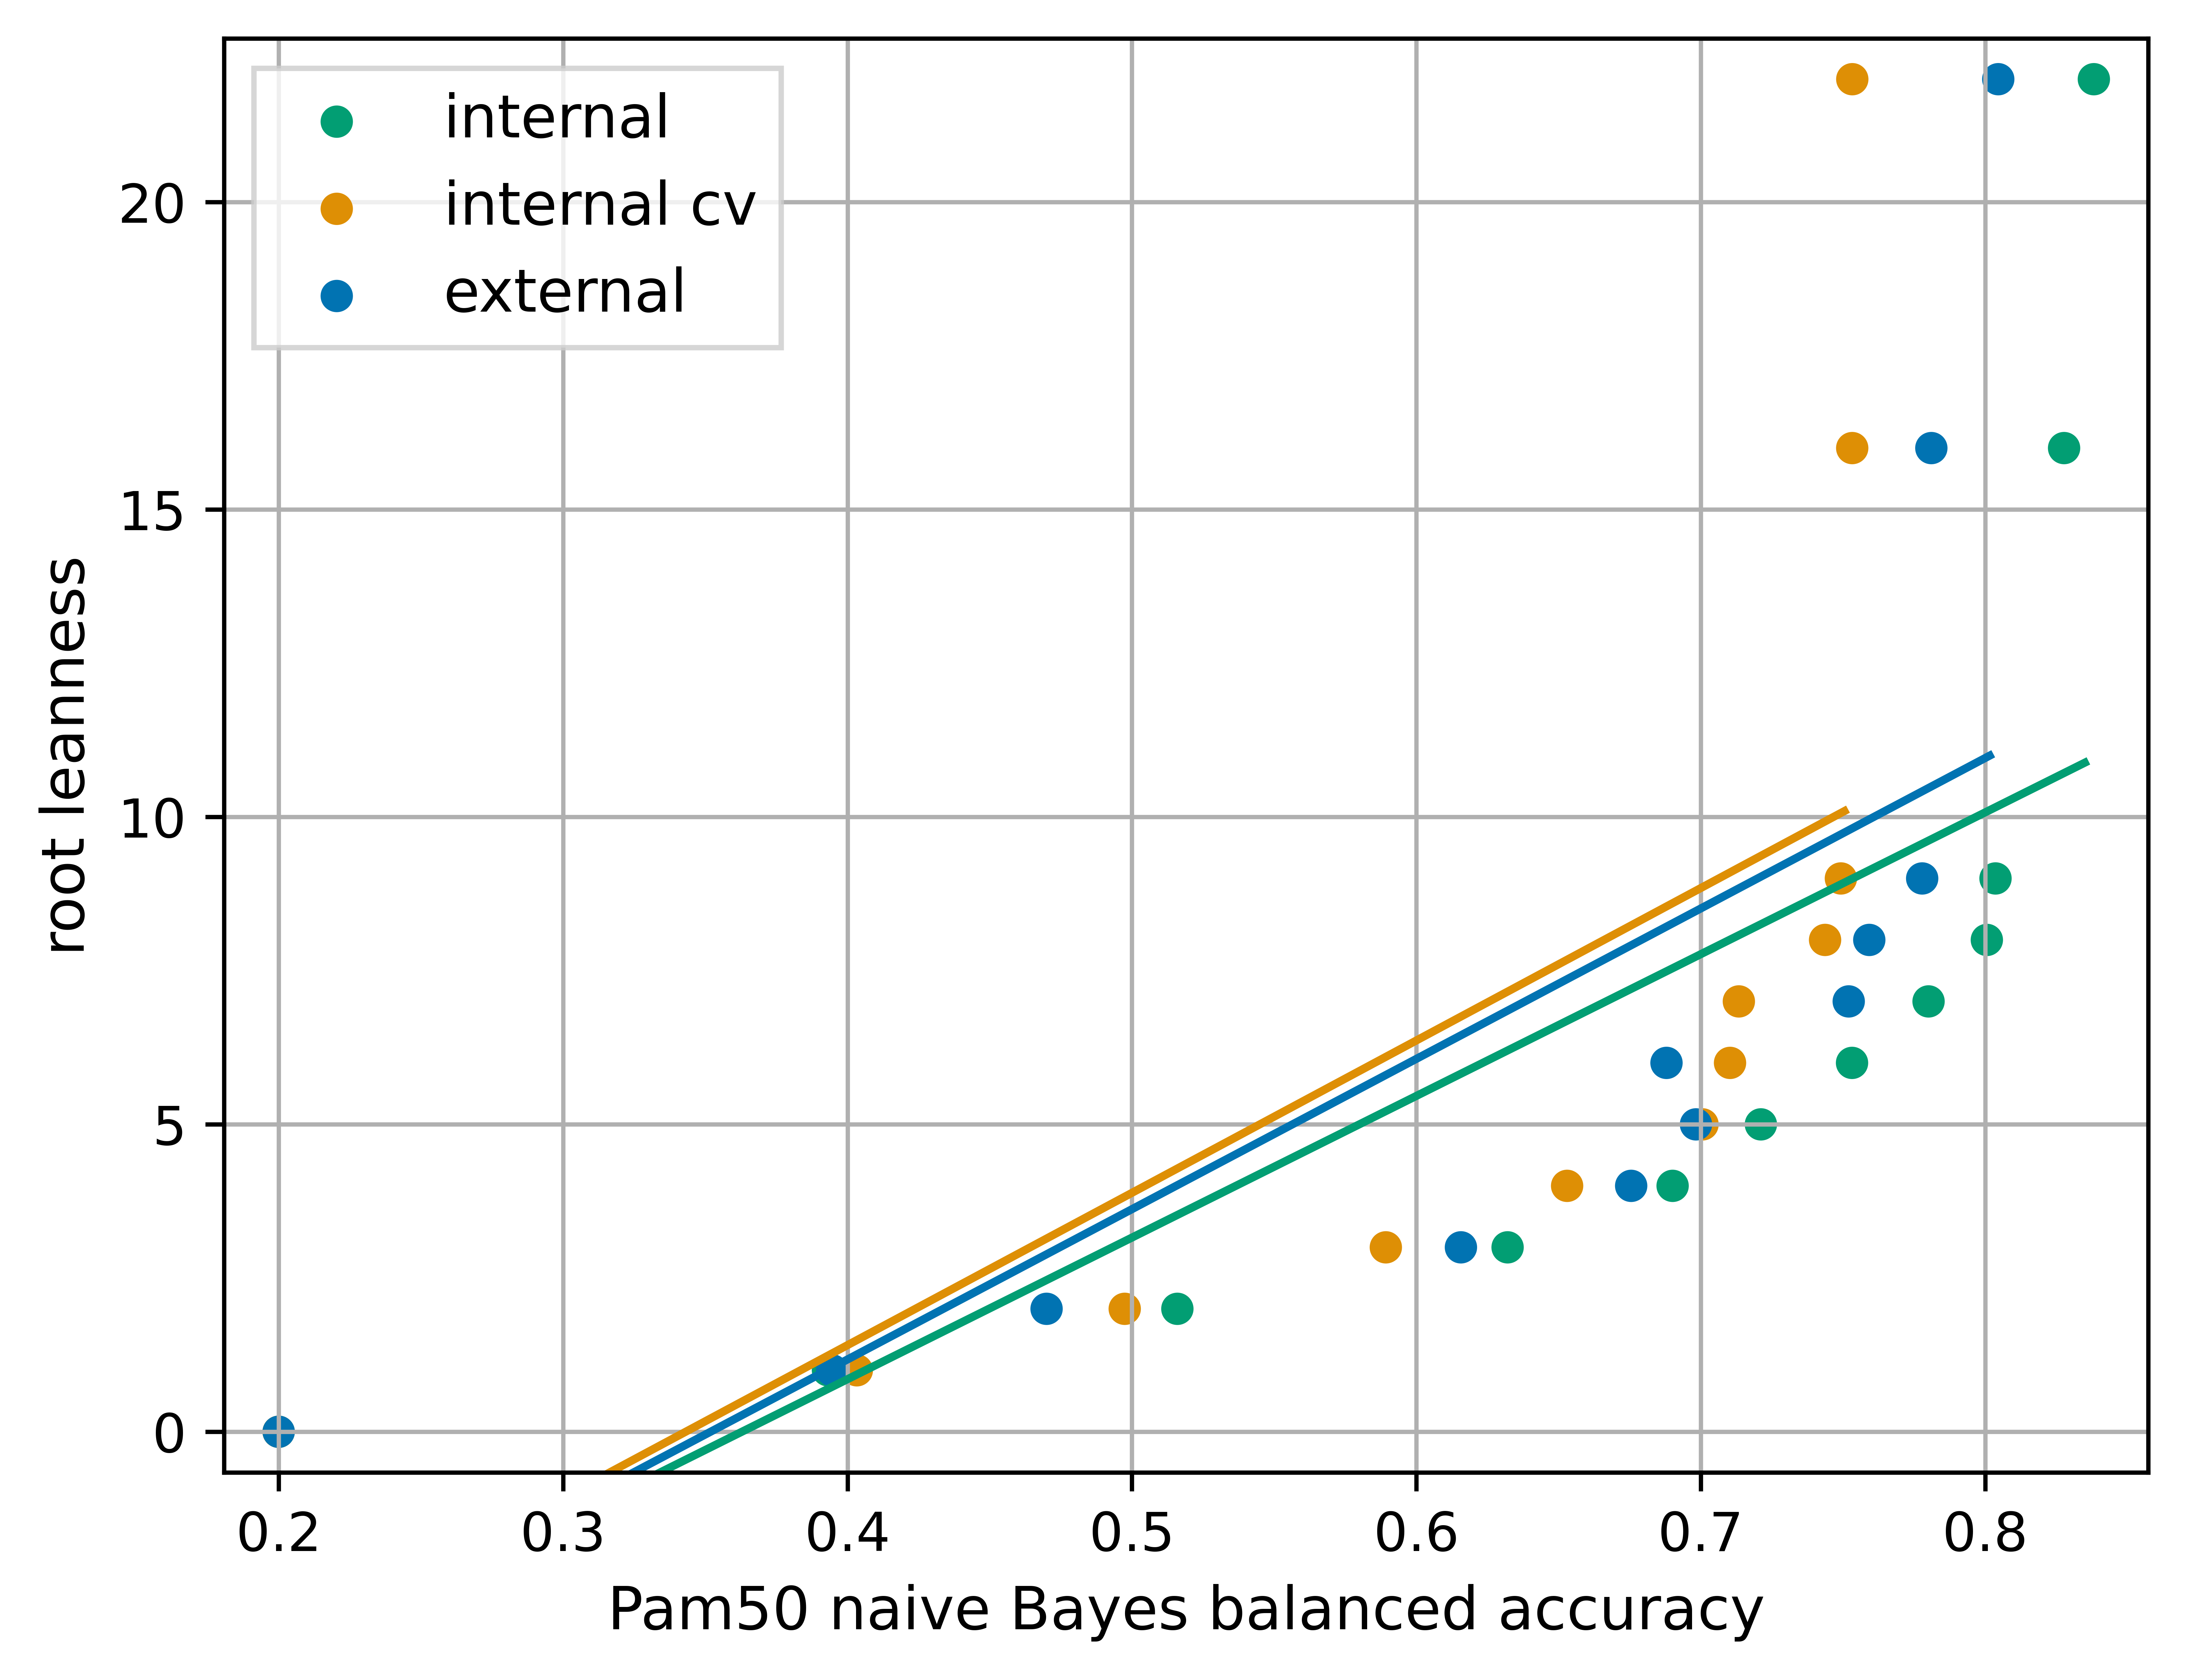 internal
internal cv
external
20
15
10
5
0
root leanness
0.2 0.3 0.4 0.5 0.6 0.7 0.8
Pam50 naive Bayes balanced accuracy